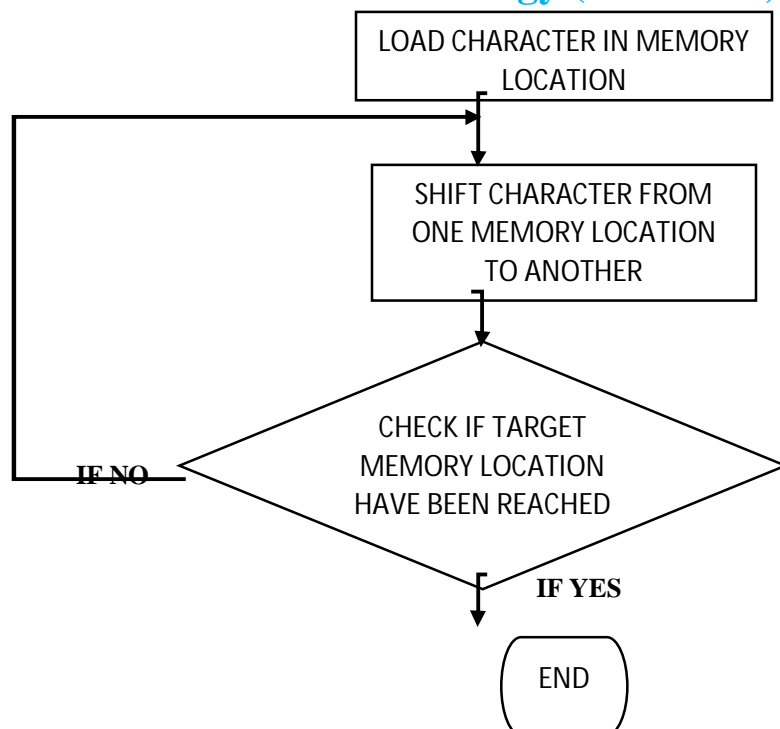 LOAD CHARACTER IN MEMORY
LOCATION
SHIFT CHARACTER FROM
ONE MEMORY LOCATION
TO ANOTHER
CHECK IF TARGET
MEMORY LOCATION
HAVE BEEN REACHED
IF NO
IF YES
END